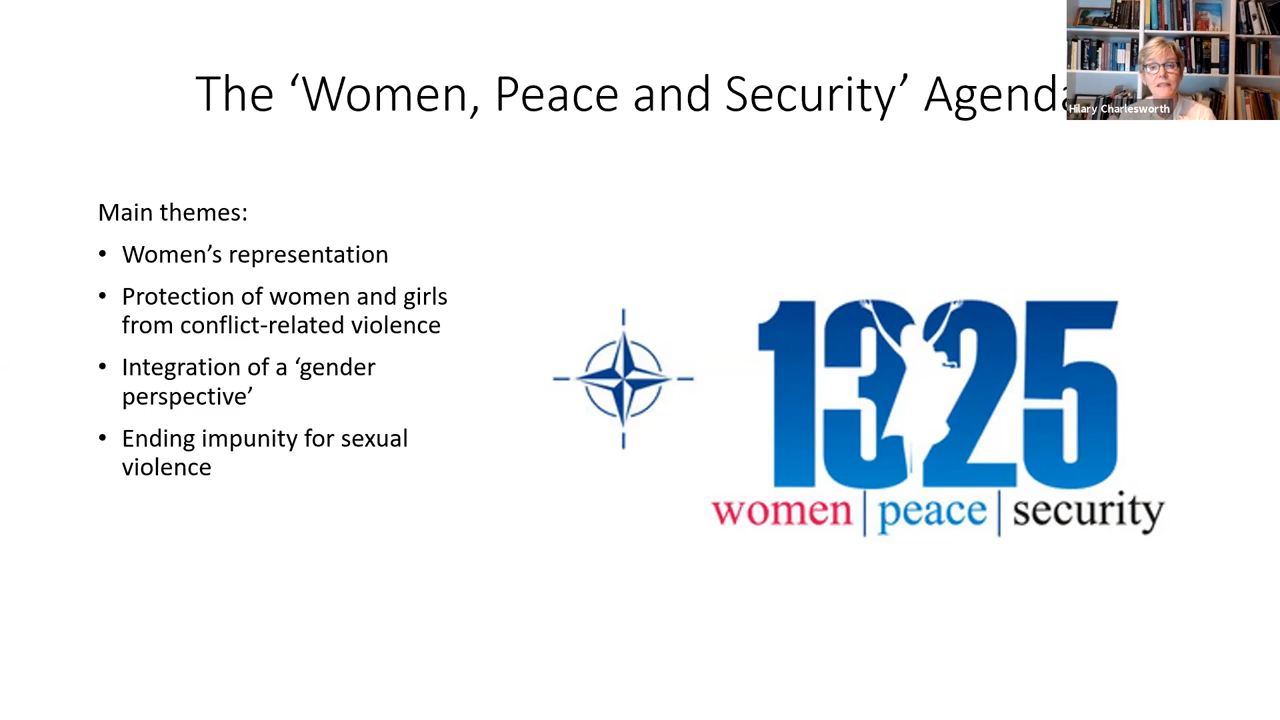 The ‘Women, Peace and Security’ Agenda
Hilary Charlesworth
Main themes:
• Women’s representation
• Protection of women and girls
from conflict-related violence
• Integration of a ‘gender
perspective’
• Ending impunity for sexual
violence
1325
women|peace|security